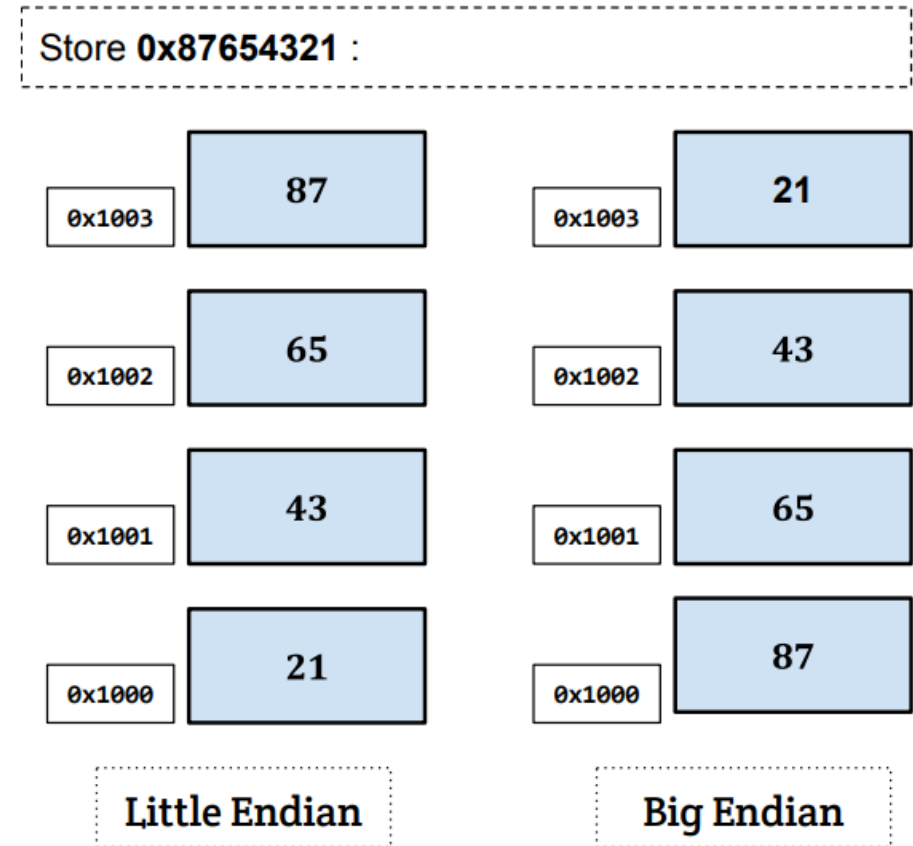 Store 0x87654321 :
87
21
0x1003
0x1003
65
43
0x1002
0x1002
43
65
0x1001
0x1001
21
87
0x1000
0x1000
Little Endian
Big Endian